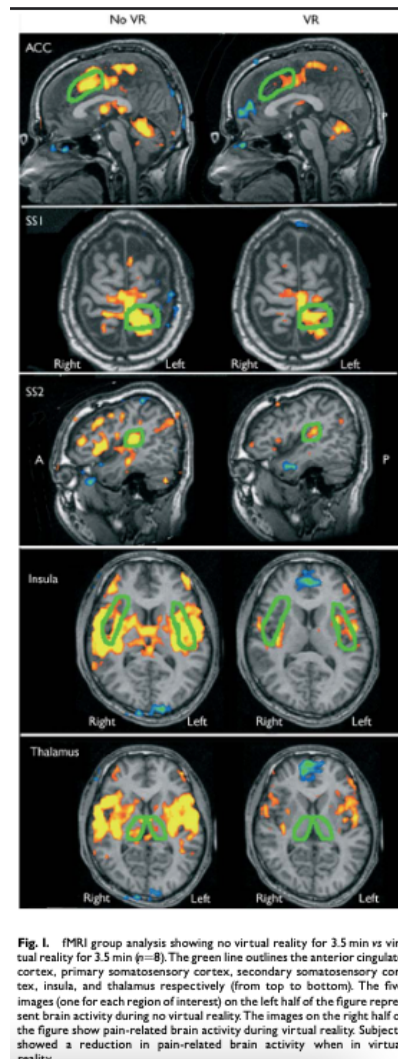 No VR VR
ACC
P
SS1
Right Left Right Left
SS2
A P
Insula
Right Left Right Left
Thalamus
Right Left Right Left
Fig. 1. fMRI group analysis showing no virtual reality for 3.5 min vs vir
tual reality for 3.5 min (n=8). The green line outlines the anterior cingulat
cortex, primary somatosensory cortex, secondary somatosensory cor
tex, insula, and thalamus respectively (from top to bottom). The five
images (one for each region of interest) on the left half of the figure repre
sent brain activity during no virtual reality. The images on the right half o
the figure show pain-related brain activity during virtual reality. Subject
showed a reduction in pain-related brain activity when in virtua
reality